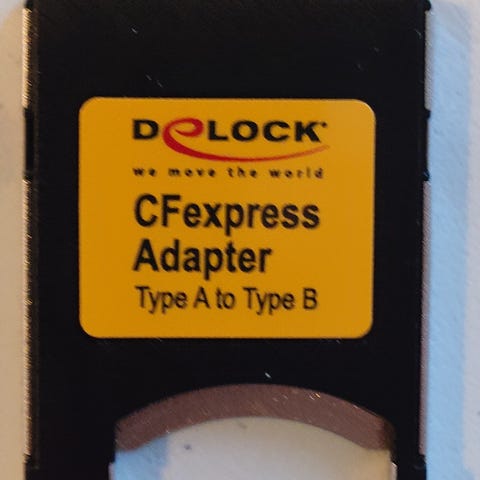 DeLOCK
we move the world
CFexpress
Adapter
Type A to Type B